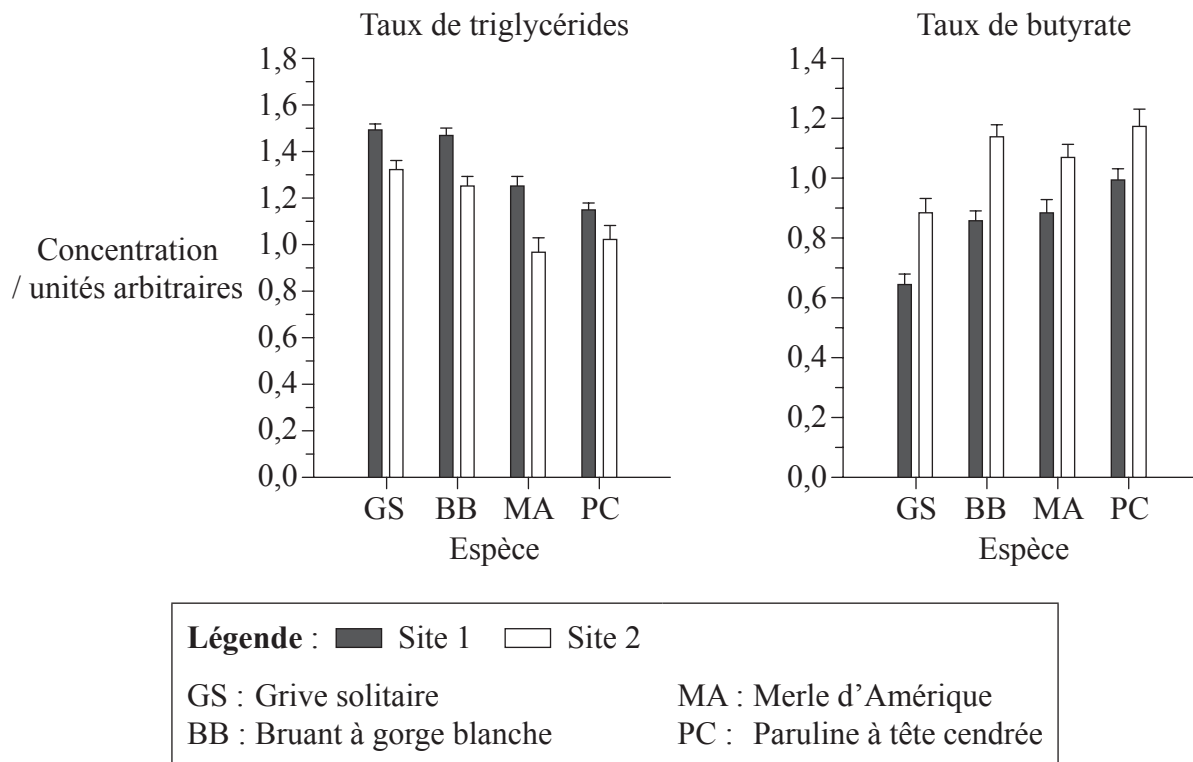 Taux de triglycérides
1,8
1,6
1,4
1,2
1,0
0,8
0,6
0,4
0,2
0,0
Concentration
/ unités arbitraires
GS BB MA PC
Espèce
Taux de butyrate
1,4
1,2
1,0
0,8
0,6
0,4
0,2
0,0
GS BB MA PC
Espèce
Légende : Site 1 Site 2
GS : Grive solitaire MA : Merle d'Amérique
BB : Bruant à gorge blanche PC : Paruline à tête cendrée